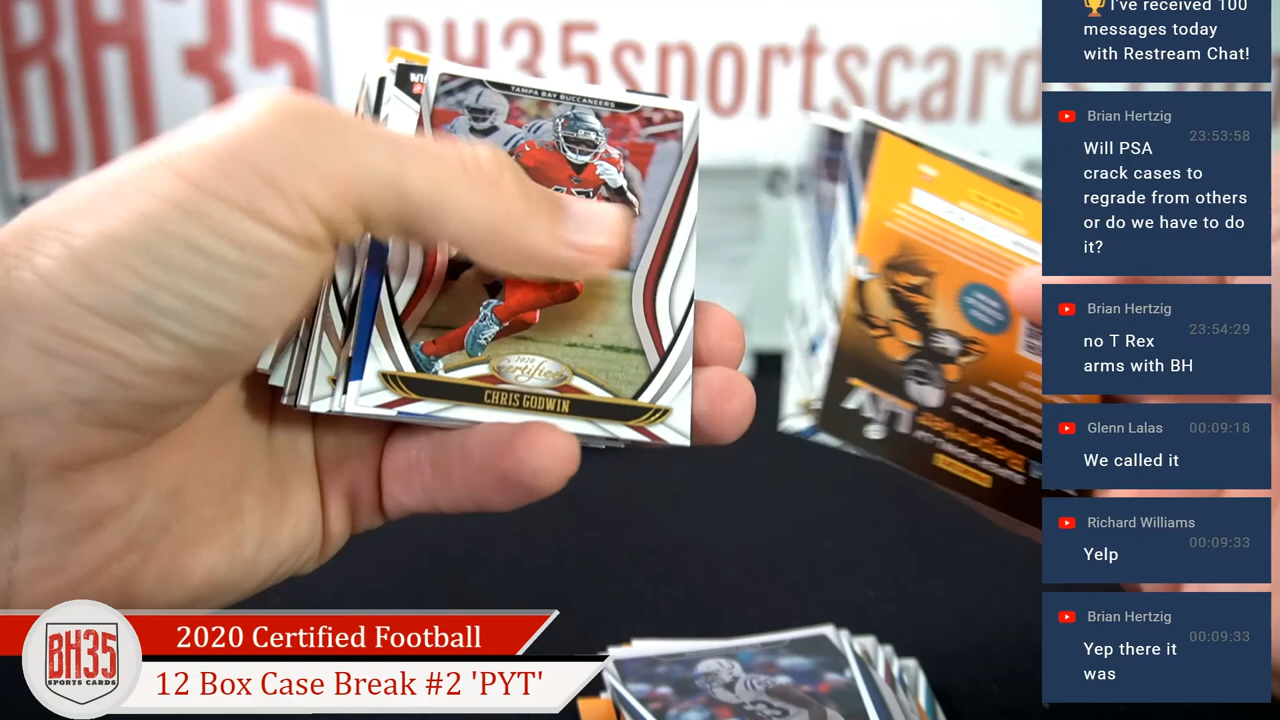 BH35
BH35sportscards
TAMPA BAY BUCCANEERS
2020
Certified
CHRIS GODWIN
BH35
SPORTS CARDS
2020 Certified Football
12 Box Case Break #2 'PYT'
🏆 I've received 100
messages today
with Restream Chat!
Brian Hertzig
23:53:58
Will PSA
crack cases to
regrade from others
or do we have to do
it?
Brian Hertzig
23:54:29
no T Rex
arms with BH
Glenn Lalas 00:09:18
We called it
Richard Williams
00:09:33
Yelp
Brian Hertzig
00:09:33
Yep there it
was